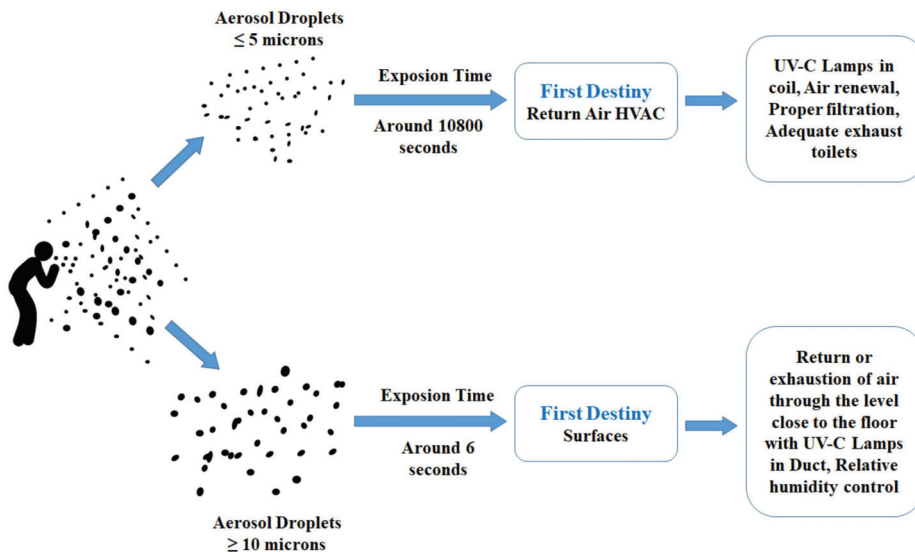 Aerosol Droplets
≤ 5 microns
Exposion Time
Around 10800
seconds
First Destiny
Return Air HVAC
UV-C Lamps in
coil, Air renewal,
Proper filtration,
Adequate exhaust
toilets
Exposion Time
Around 6
seconds
First Destiny
Surfaces
Return or
exhaustion of air
through the level
close to the floor
with UV-C Lamps
in Duct, Relative
humidity control
Aerosol Droplets
≥ 10 microns